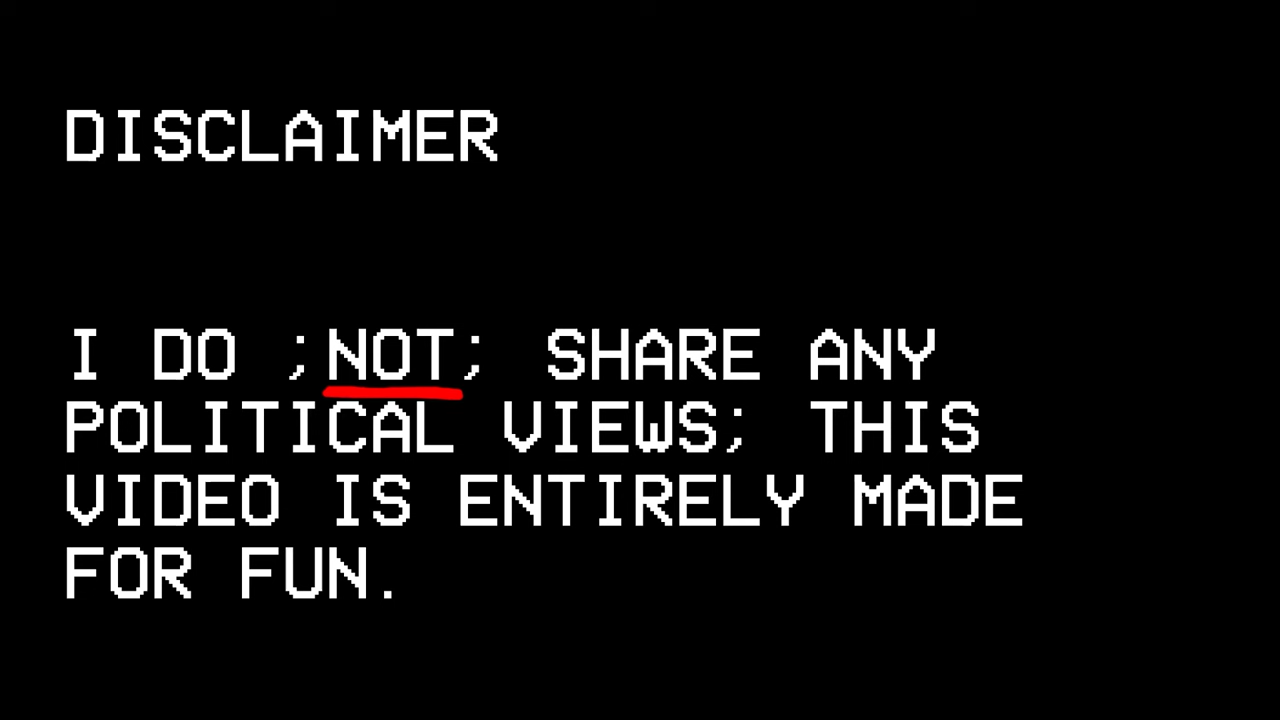 DISCLAIMER
I DO ;NOT; SHARE ANY
POLITICAL VIEWS; THIS
VIDEO IS ENTIRELY MADE
FOR FUN.